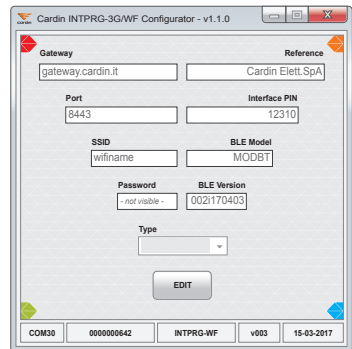 cardin Cardin INTPRG-3G/WF Configurator - v1.1.0
Gateway Reference
gateway.cardin.it Cardin Elett.SpA
Port Interface PIN
8443 12310
SSID BLE Model
wifiname MODBT
Password BLE Version
- not visible - 002i170403
Type
EDIT
COM30 0000000642 INTPRG-WF v003 15-03-2017